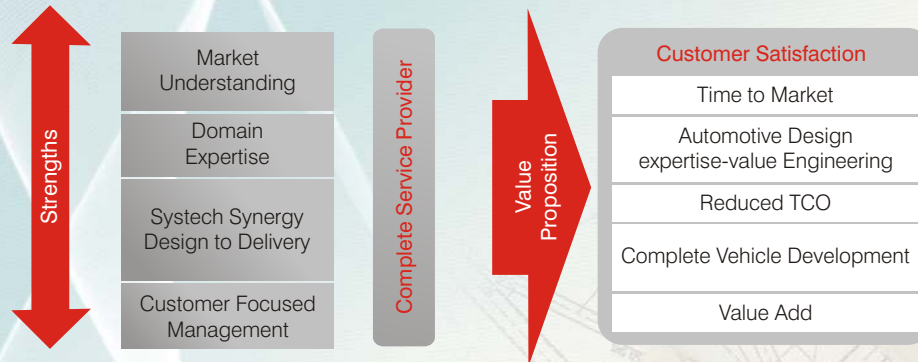 Strengths
Market
Understanding
Domain
Expertise
Systech Synergy
Design to Delivery
Customer Focused
Management
Complete Service Provider
Value
Proposition
Customer Satisfaction
Time to Market
Automotive Design
expertise-value Engineering
Reduced TCO
Complete Vehicle Development
Value Add